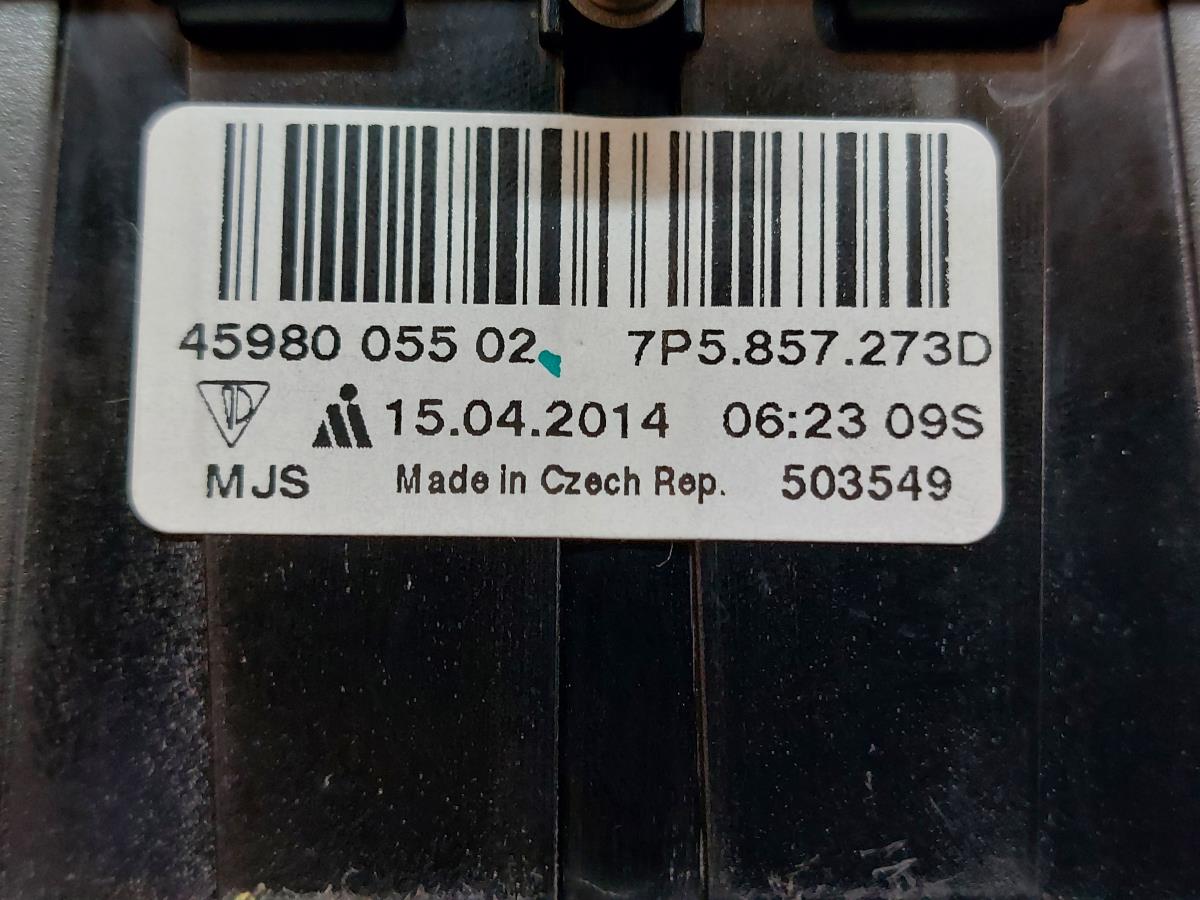 45980 055 02 7P5.857.273D
15.04.2014 06:23 09S
MJS Made in Czech Rep. 503549